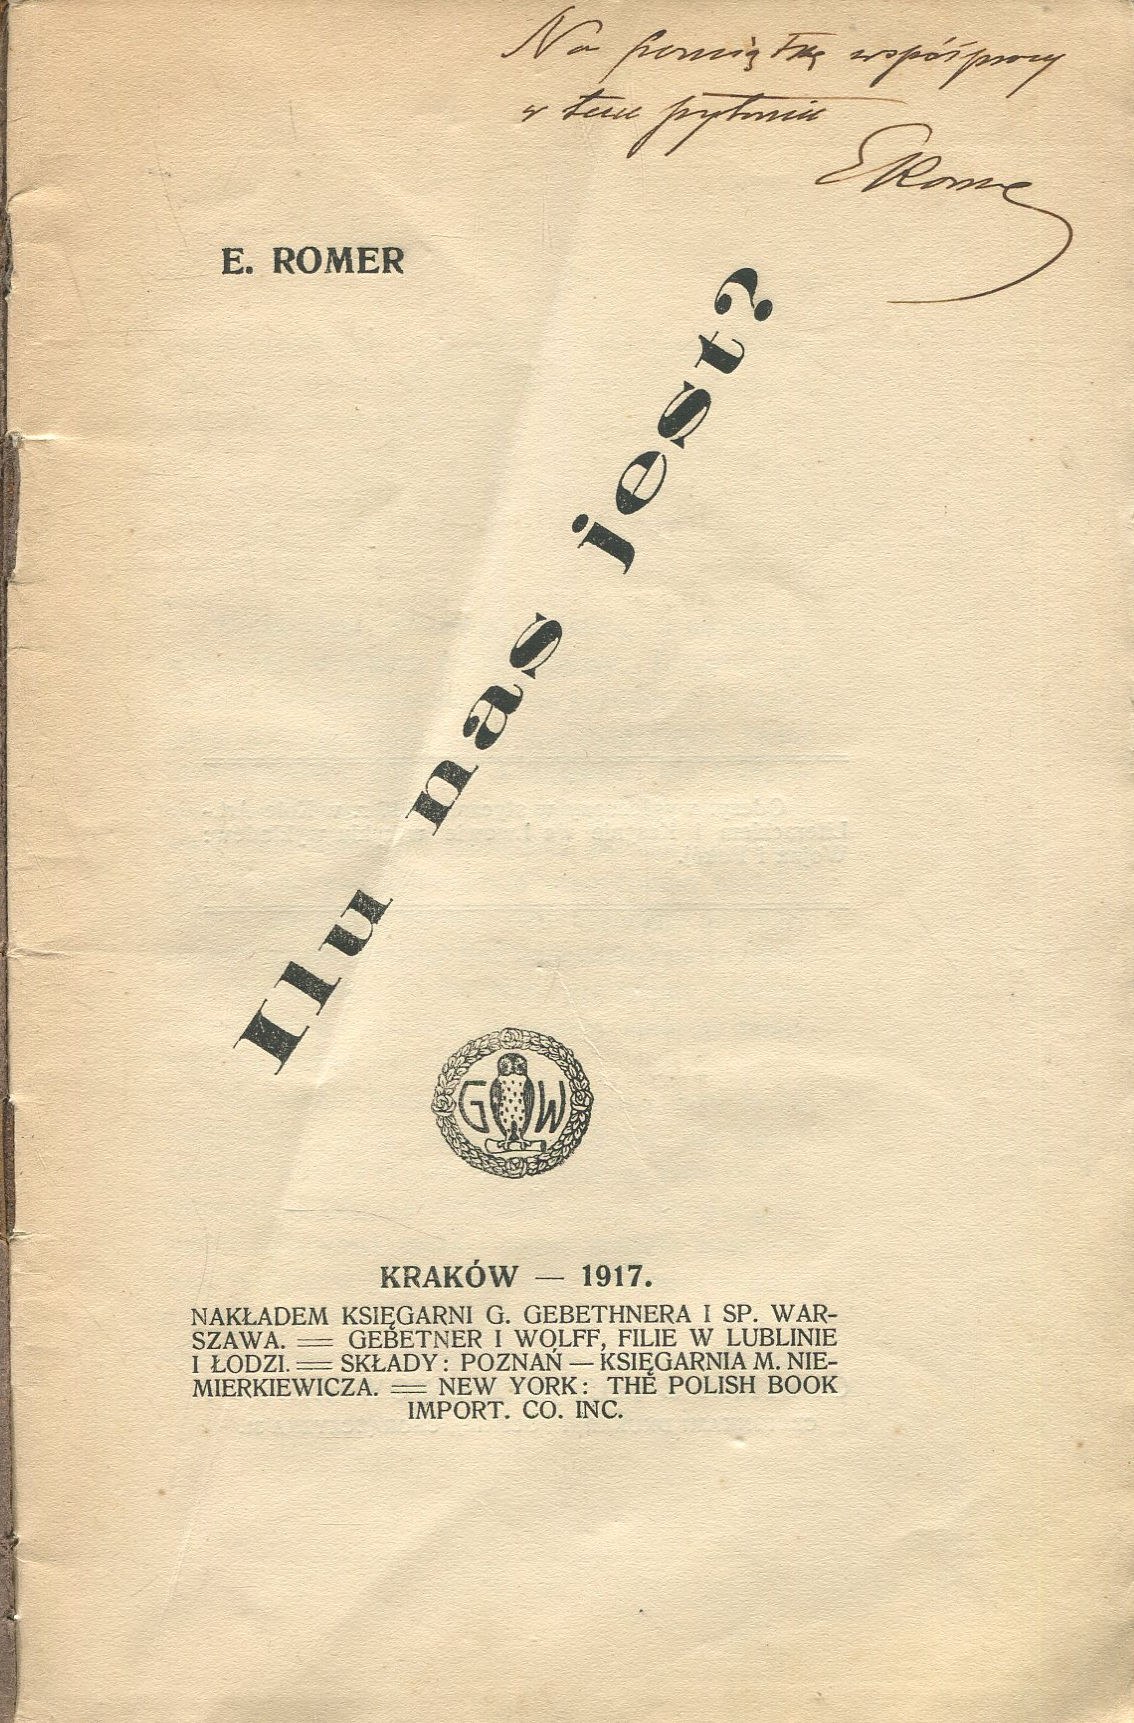 Na pamiątkę współpracy
w tem pytaniu
ERomer
E. ROMER
Ilu nas jest?
G W
KRAKÓW — 1917.
NAKŁADEM KSIĘGARNI G. GEBETHNERA I SP. WAR-
SZAWA. == GEBETNER I WOLFF, FILIE W LUBLINIE
I ŁODZI. == SKŁADY: POZNAŃ — KSIĘGARNIA M. NIE-
MIERKIEWICZA. == NEW YORK: THE POLISH BOOK
IMPORT. CO. INC.